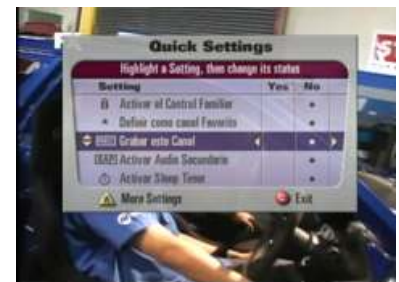 Quick Settings
Highlight a Setting, then change its status
Setting Yes No
Activar el Control Familiar
Definir como canal Favorito
Grabar este Canal
Activar Audio Secundario
Activar Sleep Timer
More Settings Exit